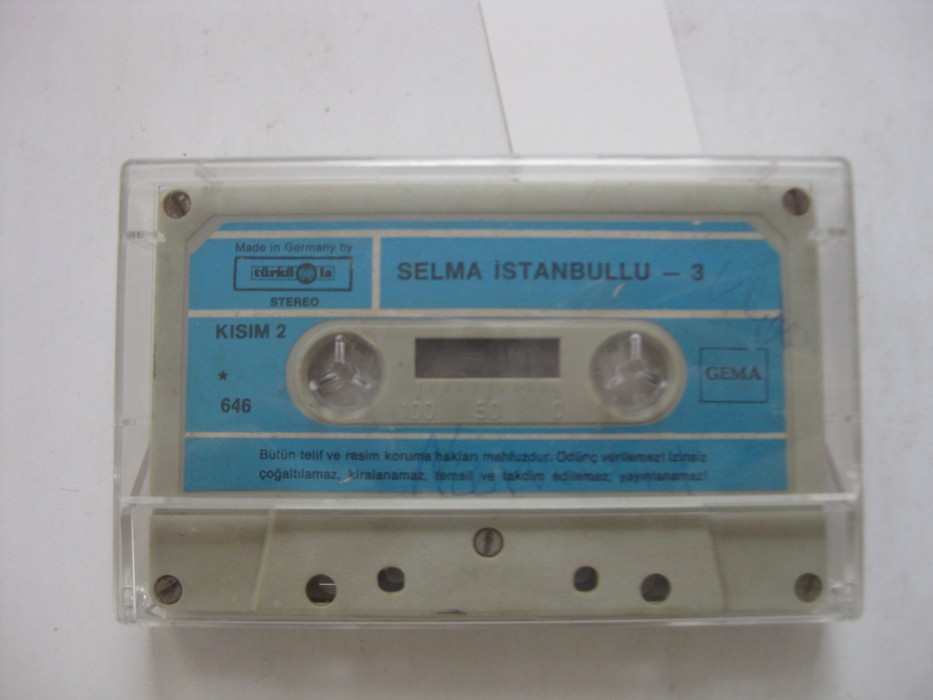 Made in Germany by
türküola
STEREO
SELMA İSTANBULLU – 3
KISIM 2
*
646
GEMA
100 50 0
Bütün telif ve resim koruma hakları mahfuzdur. Ödünç verilemez! İzinsiz
çoğaltılamaz, kiralanamaz, temsil ve takdim edilemez, yayınlanamaz!